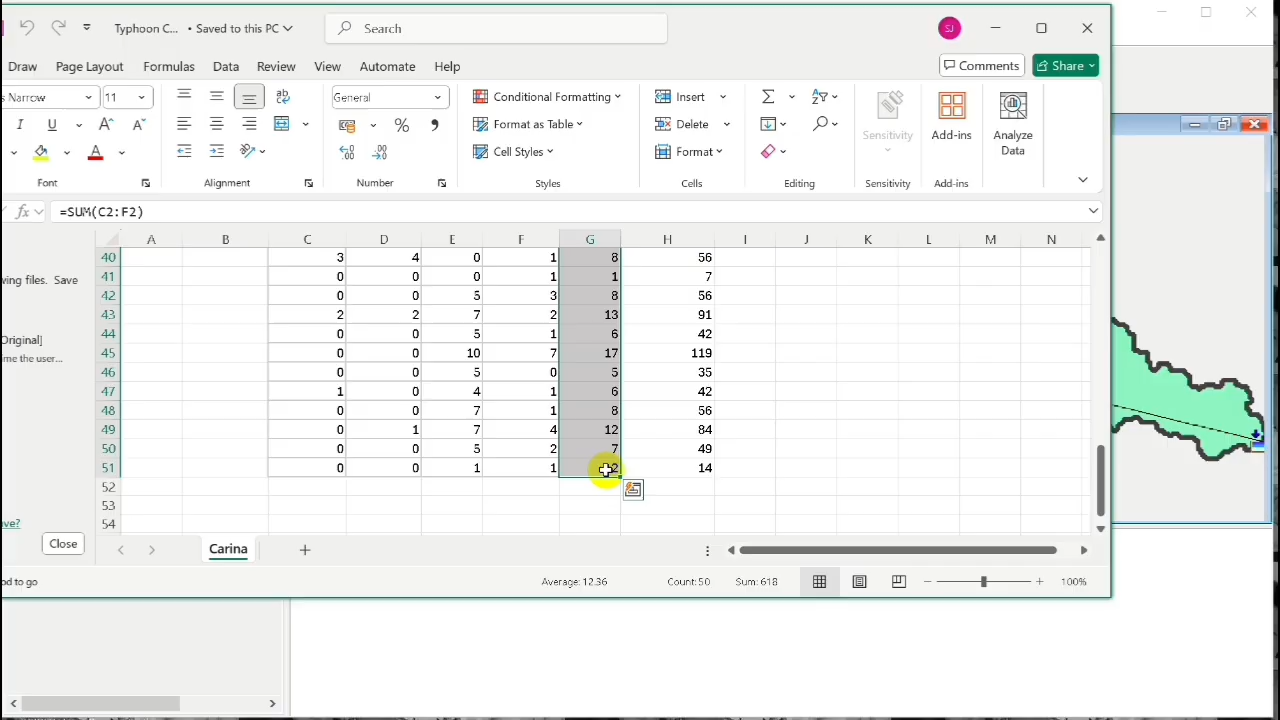 Typhoon C... • Saved to this PC
Search
SJ
Draw Page Layout Formulas Data Review View Automate Help
Comments Share
s Narrow 11
General
Conditional Formatting
Format as Table
Cell Styles
Insert
Delete
Format
Sensitivity
Add-ins
Analyze Data
Font Alignment Number Styles Cells Editing Sensitivity Add-ins
fx =SUM(C2:F2)
A B C D E F G H I J K L M N
40 3 4 0 1 8 56
41 0 0 0 1 1 7
42 0 0 5 3 8 56
43 2 2 7 2 13 91
44 0 0 5 1 6 42
45 0 0 10 7 17 119
46 0 0 5 0 5 35
47 1 0 4 1 6 42
48 0 0 7 1 8 56
49 0 1 7 4 12 84
50 0 0 5 2 7 49
51 0 0 1 1 2 14
52
53
54
wing files. Save
Original]
ime the user...
ve?
Close
Carina
od to go
Average: 12.36 Count: 50 Sum: 618 100%